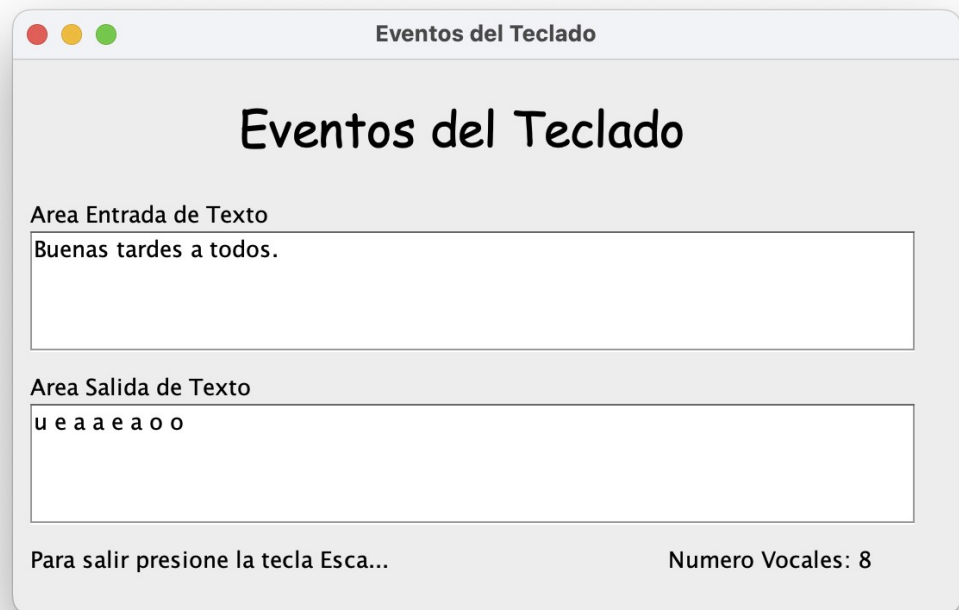 Eventos del Teclado
Eventos del Teclado
Area Entrada de Texto
Buenas tardes a todos.
Area Salida de Texto
u e a a e a o o
Para salir presione la tecla Esca...
Numero Vocales: 8